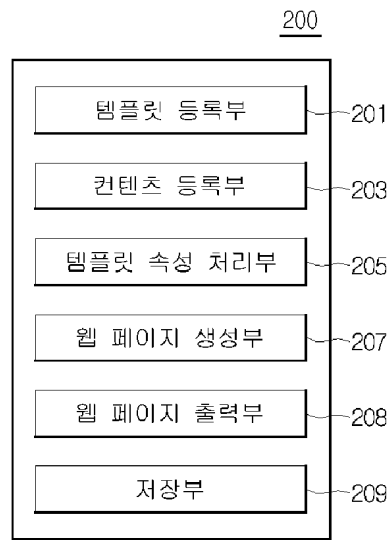 200
템플릿 등록부 201
컨텐츠 등록부 203
템플릿 속성 처리부 205
웹 페이지 생성부 207
웹 페이지 출력부 208
저장부 209